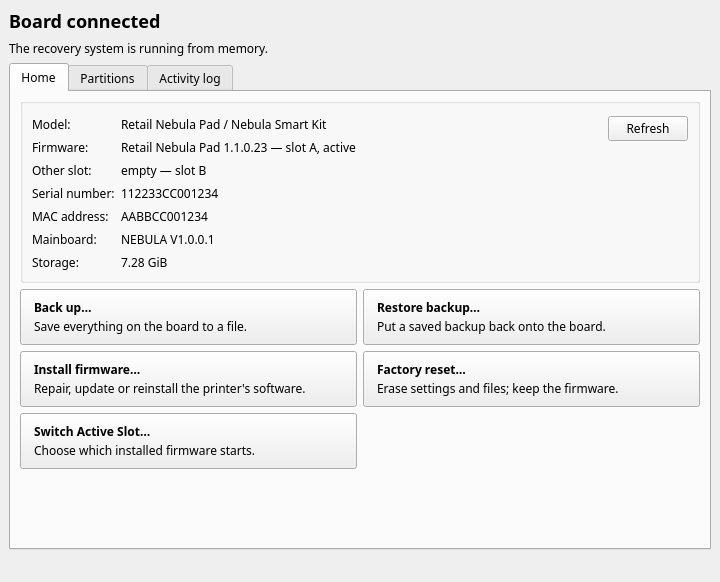 Board connected
The recovery system is running from memory.
Home
Partitions
Activity log
Model: Retail Nebula Pad / Nebula Smart Kit
Refresh
Firmware: Retail Nebula Pad 1.1.0.23 — slot A, active
Other slot: empty — slot B
Serial number: 112233CC001234
MAC address: AABBCC001234
Mainboard: NEBULA V1.0.0.1
Storage: 7.28 GiB
Back up...
Save everything on the board to a file.
Restore backup...
Put a saved backup back onto the board.
Install firmware...
Repair, update or reinstall the printer's software.
Factory reset...
Erase settings and files; keep the firmware.
Switch Active Slot...
Choose which installed firmware starts.